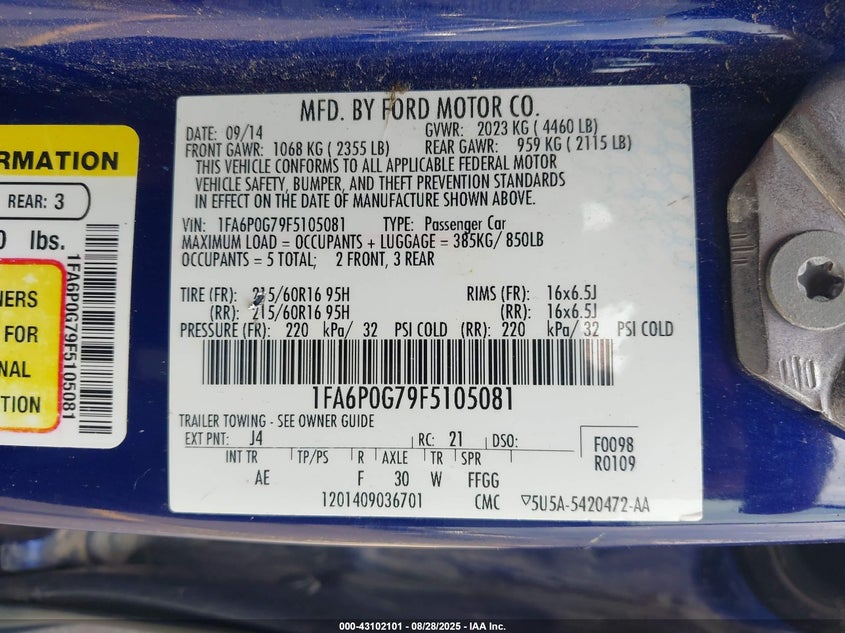 RMATION
REAR: 3
0 lbs.
NERS
FOR
NAL
TION
1FA6P0G79F5105081
MFD. BY FORD MOTOR CO.
DATE: 09/14 GVWR: 2023 KG ( 4460 LB)
FRONT GAWR: 1068 KG ( 2355 LB) REAR GAWR: 959 KG ( 2115 LB)
THIS VEHICLE CONFORMS TO ALL APPLICABLE FEDERAL MOTOR
VEHICLE SAFETY, BUMPER, AND THEFT PREVENTION STANDARDS
IN EFFECT ON THE DATE OF MANUFACTURE SHOWN ABOVE.
VIN: 1FA6P0G79F5105081 TYPE: Passenger Car
MAXIMUM LOAD = OCCUPANTS + LUGGAGE = 385KG/ 850LB
OCCUPANTS = 5 TOTAL; 2 FRONT, 3 REAR
TIRE (FR): 215/60R16 95H RIMS (FR): 16x6.5J
(RR): 215/60R16 95H (RR): 16x6.5J
PRESSURE (FR): 220 kPa/ 32 PSI COLD (RR): 220 kPa/ 32 PSI COLD
1FA6P0G79F5105081
TRAILER TOWING - SEE OWNER GUIDE
EXT PNT: J4 RC: 21 DSO:
INT TR TP/PS R AXLE TR SPR
AE F 30 W FFGG
F0098
R0109
1201409036701 CMC ▽5U5A-5420472-AA
000-43102101 - 08/28/2025 - IAA Inc.